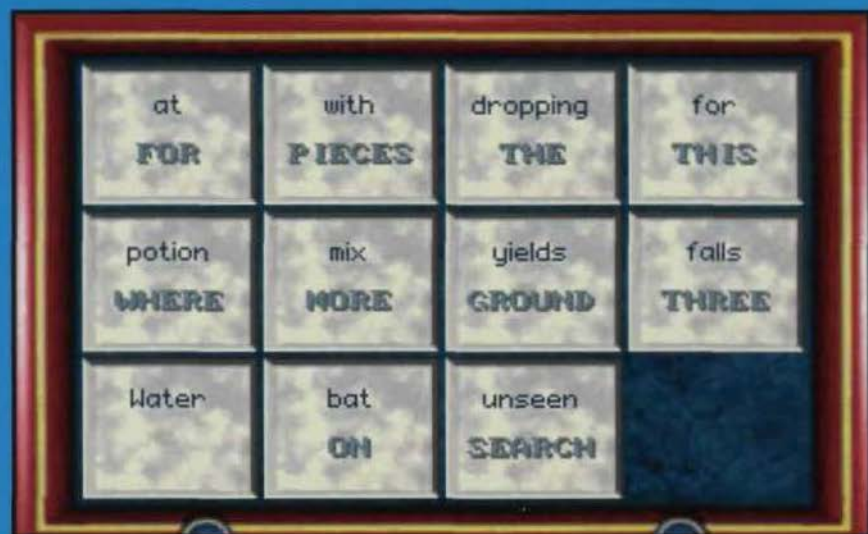 at with dropping for
FOR PIECES THE THIS
potion mix yields falls
WHERE MORE GROUND THREE
Water bat unseen
ON SEARCH